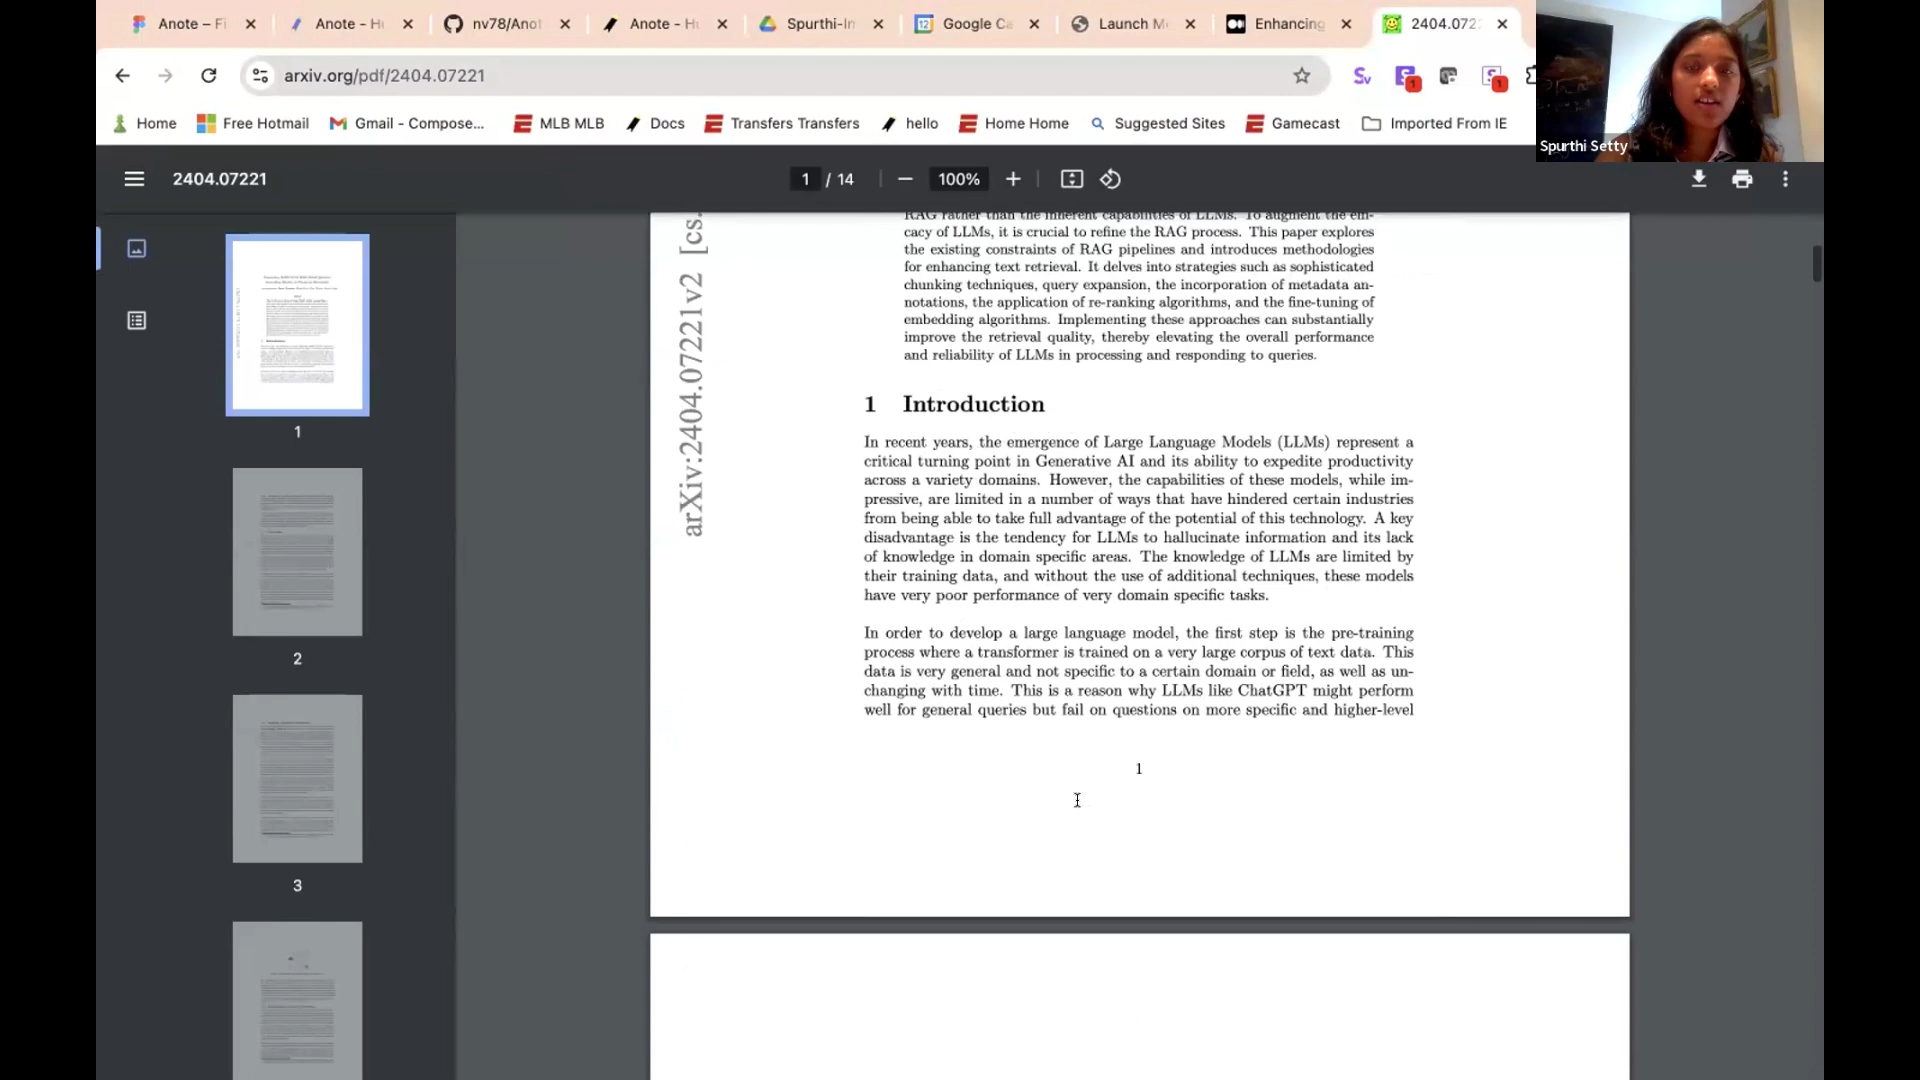 Anote – Fi
Anote - Hu
nv78/Anot
Anote - Hu
Spurthi-In
Google Ca
Launch Mo
Enhancing
2404.072
arxiv.org/pdf/2404.07221
Home
Free Hotmail
Gmail - Compose...
MLB MLB
Docs
Transfers Transfers
hello
Home Home
Suggested Sites
Gamecast
Imported From IE
Spurthi Setty
2404.07221
1 / 14
100%
RAG rather than the inherent capabilities of LLMs. To augment the effi-
cacy of LLMs, it is crucial to refine the RAG process. This paper explores
the existing constraints of RAG pipelines and introduces methodologies
for enhancing text retrieval. It delves into strategies such as sophisticated
chunking techniques, query expansion, the incorporation of metadata an-
notations, the application of re-ranking algorithms, and the fine-tuning of
embedding algorithms. Implementing these approaches can substantially
improve the retrieval quality, thereby elevating the overall performance
and reliability of LLMs in processing and responding to queries.
arXiv:2404.07221v2 [cs.
1 Introduction
In recent years, the emergence of Large Language Models (LLMs) represent a
critical turning point in Generative AI and its ability to expedite productivity
across a variety domains. However, the capabilities of these models, while im-
pressive, are limited in a number of ways that have hindered certain industries
from being able to take full advantage of the potential of this technology. A key
disadvantage is the tendency for LLMs to hallucinate information and its lack
of knowledge in domain specific areas. The knowledge of LLMs are limited by
their training data, and without the use of additional techniques, these models
have very poor performance of very domain specific tasks.
In order to develop a large language model, the first step is the pre-training
process where a transformer is trained on a very large corpus of text data. This
data is very general and not specific to a certain domain or field, as well as un-
changing with time. This is a reason why LLMs like ChatGPT might perform
well for general queries but fail on questions on more specific and higher-level
1
1
2
3